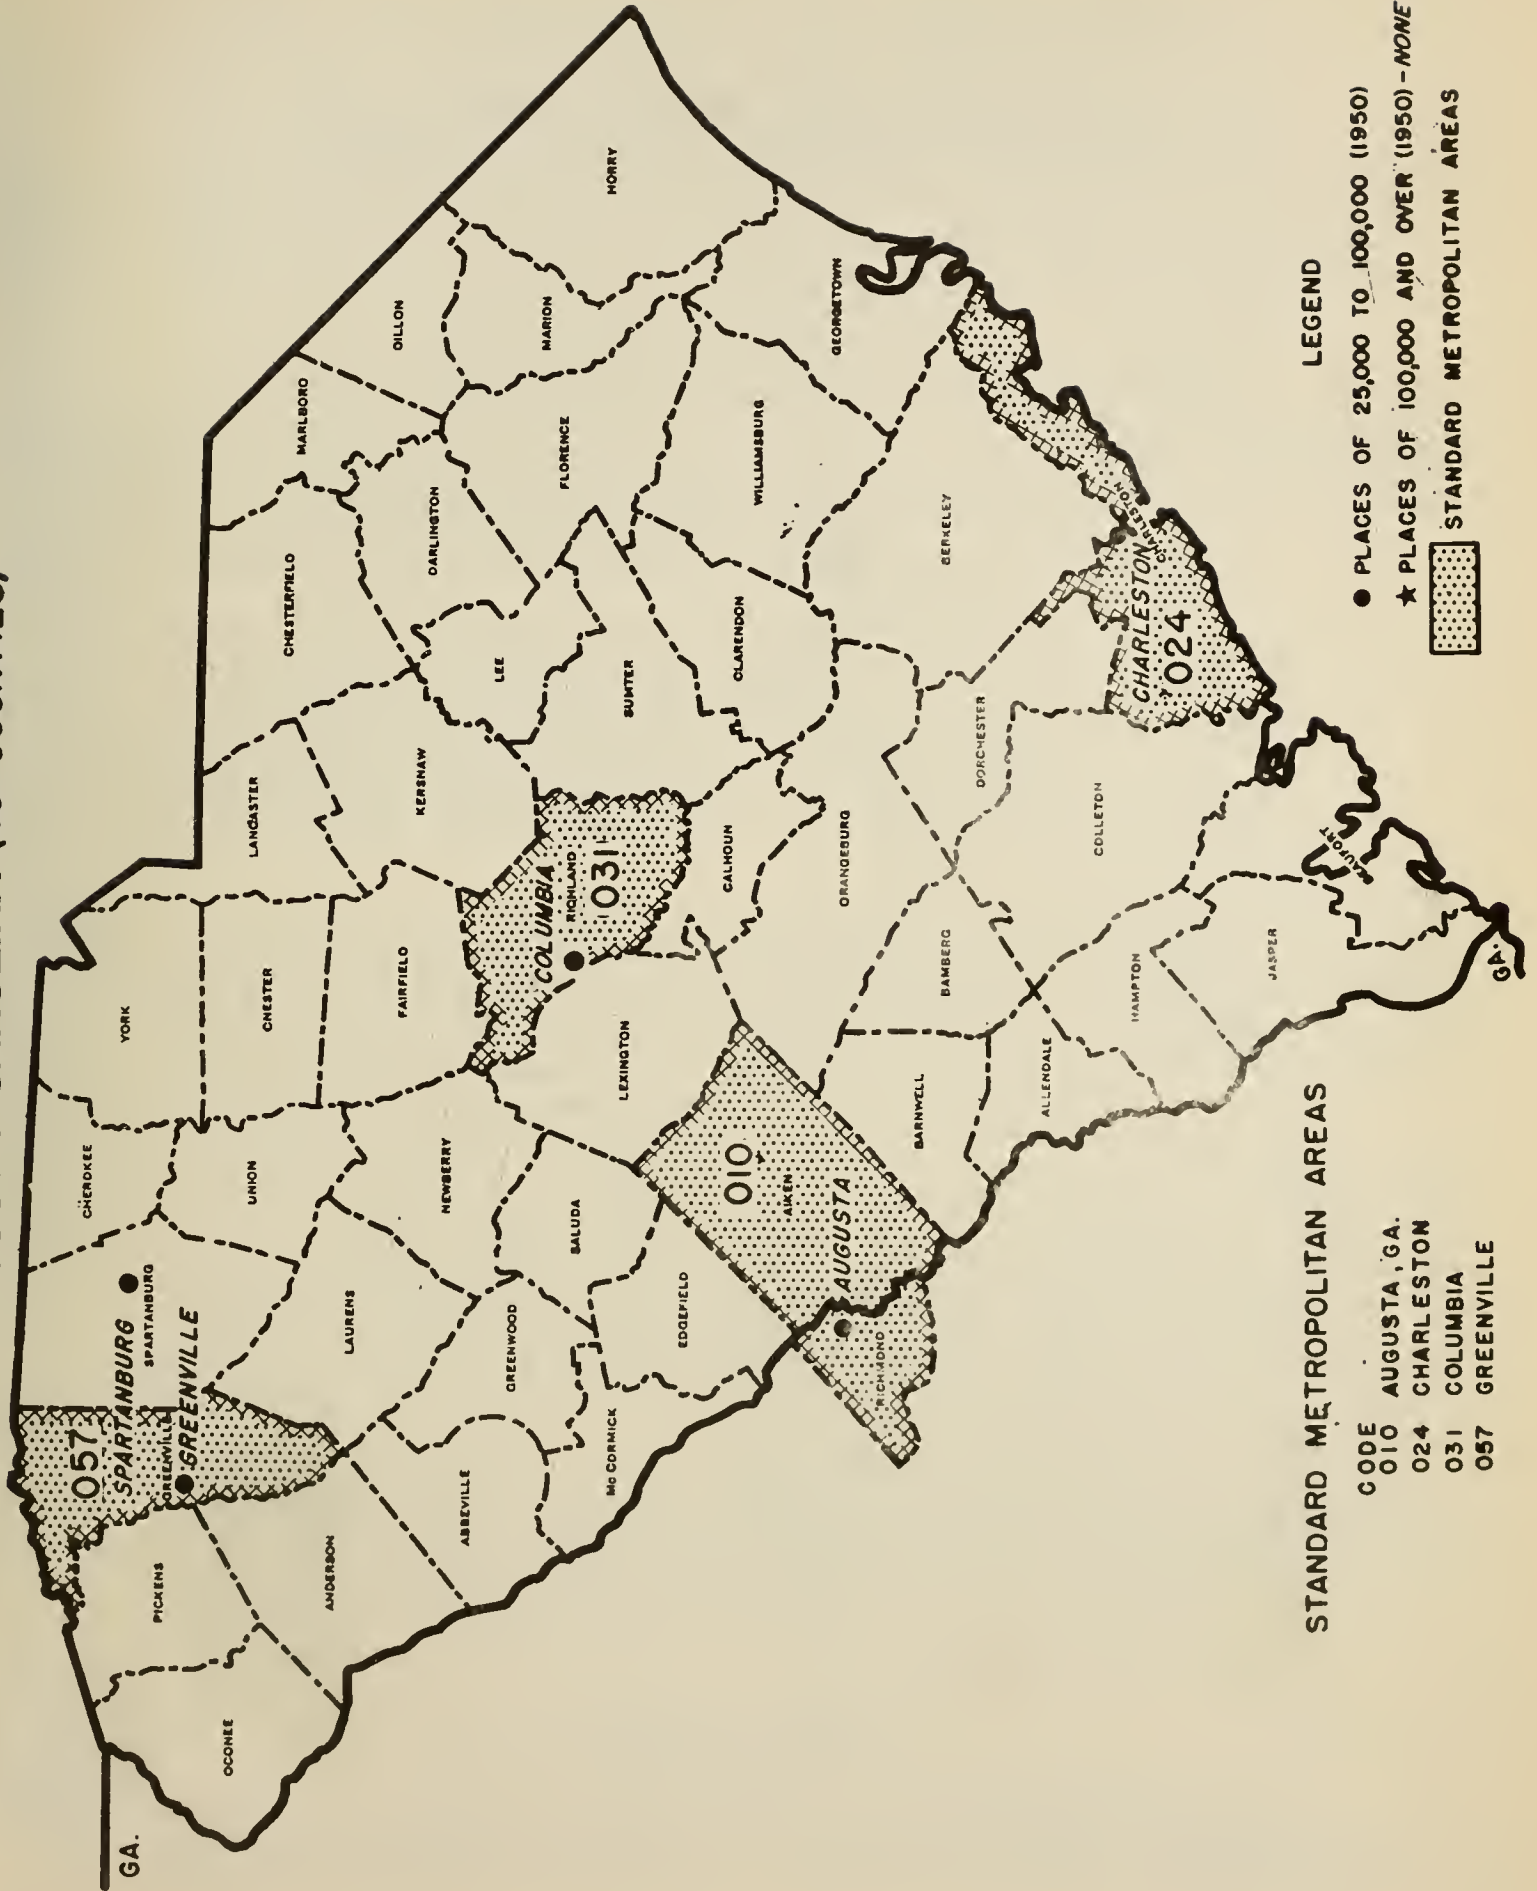 GA.
OCONEE
PICKENS
ANDERSON
057
GREENVILLE
GREENVILLE
SPARTANBURG
SPARTANBURG
CHEROKEE
YORK
UNION
CHESTER
LANCASTER
LAURENS
ABBEVILLE
GREENWOOD
Mc CORMICK
NEWBERRY
FAIRFIELD
KERSHAW
CHESTERFIELD
MARLBORO
DILLON
DARLINGTON
LEE
MARION
HORRY
FLORENCE
SALUDA
EDGEFIELD
LEXINGTON
COLUMBIA
RICHLAND
031
SUMTER
CLARENDON
WILLIAMSBURG
GEORGETOWN
010
AIKEN
AUGUSTA
RICHMOND
CALHOUN
ORANGEBURG
BARNWELL
BAMBERG
DORCHESTER
BERKELEY
ALLENDALE
HAMPTON
COLLETON
CHARLESTON
CHARLESTON
024
JASPER
GA.
LEGEND
● PLACES OF 25,000 TO 100,000 (1950)
★ PLACES OF 100,000 AND OVER (1950) - NONE
STANDARD METROPOLITAN AREAS
STANDARD METROPOLITAN AREAS
CODE
010 AUGUSTA, GA.
024 CHARLESTON
031 COLUMBIA
057 GREENVILLE